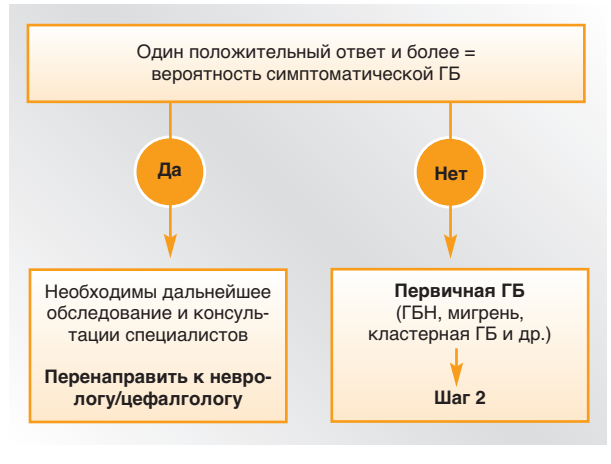 Один положительный ответ и более =
вероятность симптоматической ГБ
Да
Нет
Необходимы дальнейшее
обследование и консуль-
тации специалистов
Перенаправить к невро-
логу/цефалгологу
Первичная ГБ
(ГБН, мигрень,
кластерная ГБ и др.)
Шаг 2